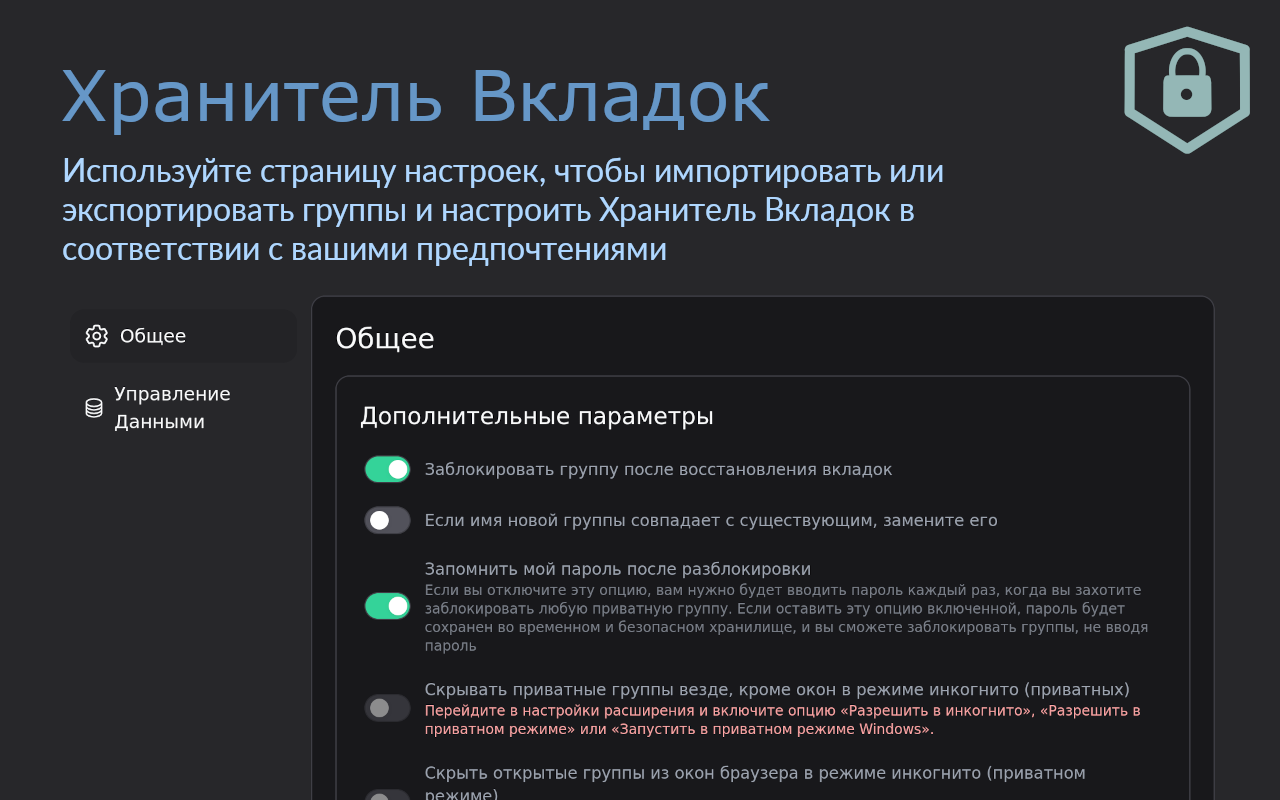 Хранитель Вкладок
Используйте страницу настроек, чтобы импортировать или
экспортировать группы и настроить Хранитель Вкладок в
соответствии с вашими предпочтениями
Общее
Управление
Данными
Общее
Дополнительные параметры
Заблокировать группу после восстановления вкладок
Если имя новой группы совпадает с существующим, замените его
Запомнить мой пароль после разблокировки
Если вы отключите эту опцию, вам нужно будет вводить пароль каждый раз, когда вы захотите
заблокировать любую приватную группу. Если оставить эту опцию включенной, пароль будет
сохранен во временном и безопасном хранилище, и вы сможете заблокировать группы, не вводя
пароль
Скрывать приватные группы везде, кроме окон в режиме инкогнито (приватных)
Перейдите в настройки расширения и включите опцию «Разрешить в инкогнито», «Разрешить в
приватном режиме» или «Запустить в приватном режиме Windows».
Скрыть открытые группы из окон браузера в режиме инкогнито (приватном
режиме)